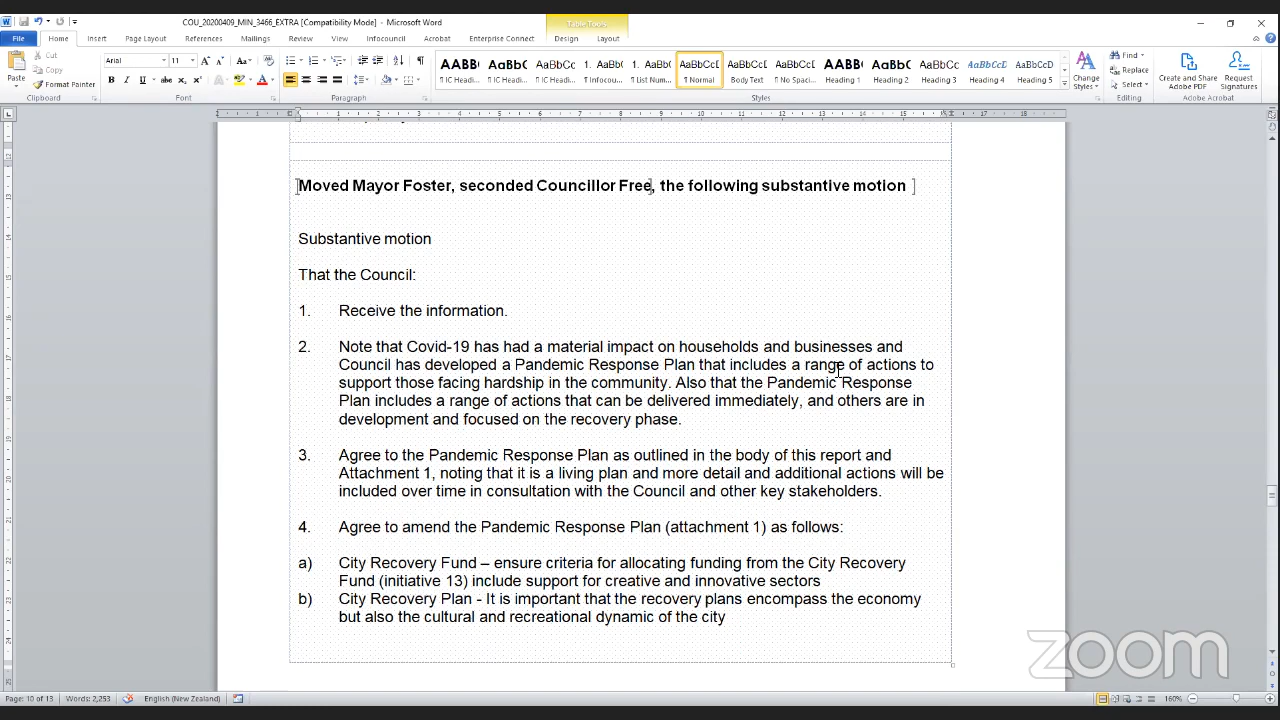 COU_20200409_MIN_3466_EXTRA [Compatibility Mode] - Microsoft Word
Table Tools
File Home Insert Page Layout References Mailings Review View Infocouncil Acrobat Enterprise Connect Design Layout
Paste
Cut
Copy
Format Painter
Clipboard
Arial 11
Font
Paragraph
¶ Normal
Body Text
Heading 1
Heading 2
Heading 3
Heading 4
Heading 5
Styles
Change Styles
Find
Replace
Select
Editing
Create and Share Adobe PDF
Request Signatures
Adobe Acrobat
Moved Mayor Foster, seconded Councillor Free, the following substantive motion
Substantive motion
That the Council:
1. Receive the information.
2. Note that Covid-19 has had a material impact on households and businesses and
Council has developed a Pandemic Response Plan that includes a range of actions to
support those facing hardship in the community. Also that the Pandemic Response
Plan includes a range of actions that can be delivered immediately, and others are in
development and focused on the recovery phase.
3. Agree to the Pandemic Response Plan as outlined in the body of this report and
Attachment 1, noting that it is a living plan and more detail and additional actions will be
included over time in consultation with the Council and other key stakeholders.
4. Agree to amend the Pandemic Response Plan (attachment 1) as follows:
a) City Recovery Fund – ensure criteria for allocating funding from the City Recovery
Fund (initiative 13) include support for creative and innovative sectors
b) City Recovery Plan - It is important that the recovery plans encompass the economy
but also the cultural and recreational dynamic of the city
zoom
Page: 10 of 13 Words: 2,253 English (New Zealand) 160%